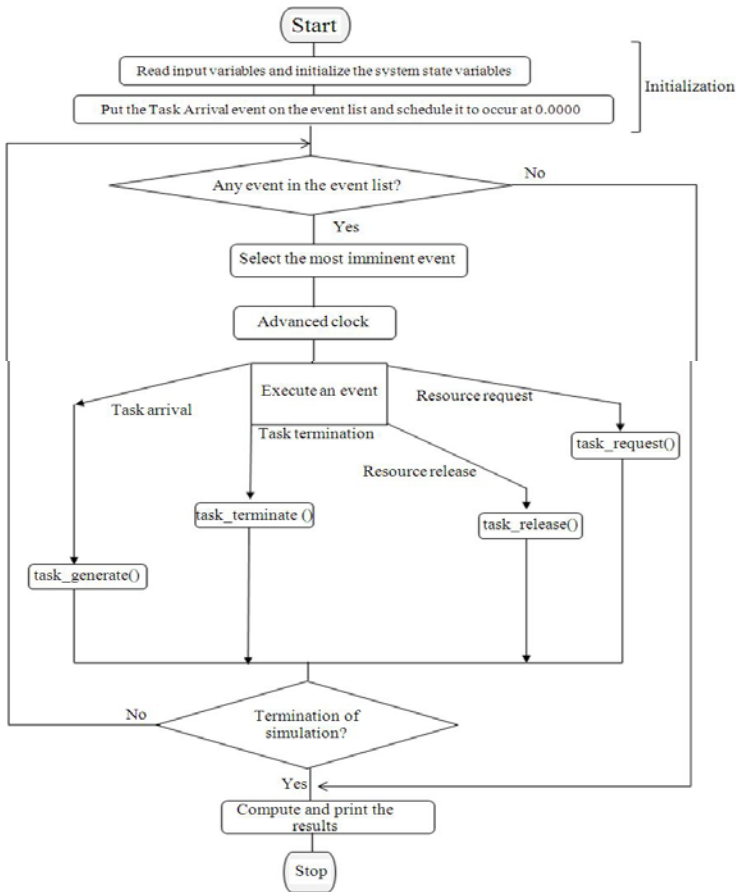 Start
Read input variables and initialize the system state variables
Initialization
Put the Task Arrival event on the event list and schedule it to occur at 0.0000
Any event in the event list?
No
Yes
Select the most imminent event
Advanced clock
Execute an event
Task arrival
Resource request
Task termination
task_request()
Resource release
task_terminate ()
task_release()
task_generate()
No
Termination of
simulation?
Yes
Compute and print the
results
Stop